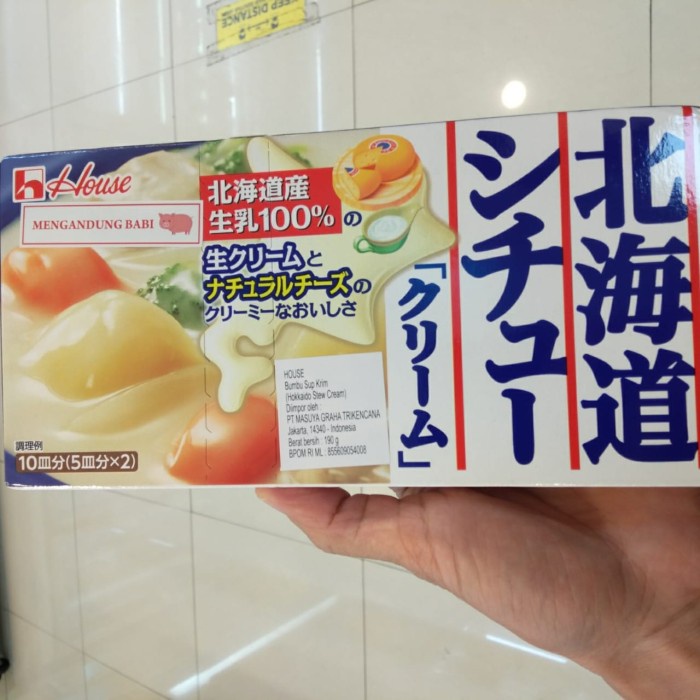 KEEP DISTANCE
House
MENGANDUNG BABI
北海道産
生乳100%の
生クリームと
ナチュラルチーズの
クリーミーなおいしさ
北海道
シチュー
「クリーム」
HOUSE
Bumbu Sup Krim
(Hokkaido Stew Cream)
Diimpor oleh :
PT MASUYA GRAHA TRIKENCANA
Jakarta, 14340 - Indonesia
Berat bersih : 190 g
BPOM RI ML : 855609054008
調理例
10皿分(5皿分×2)